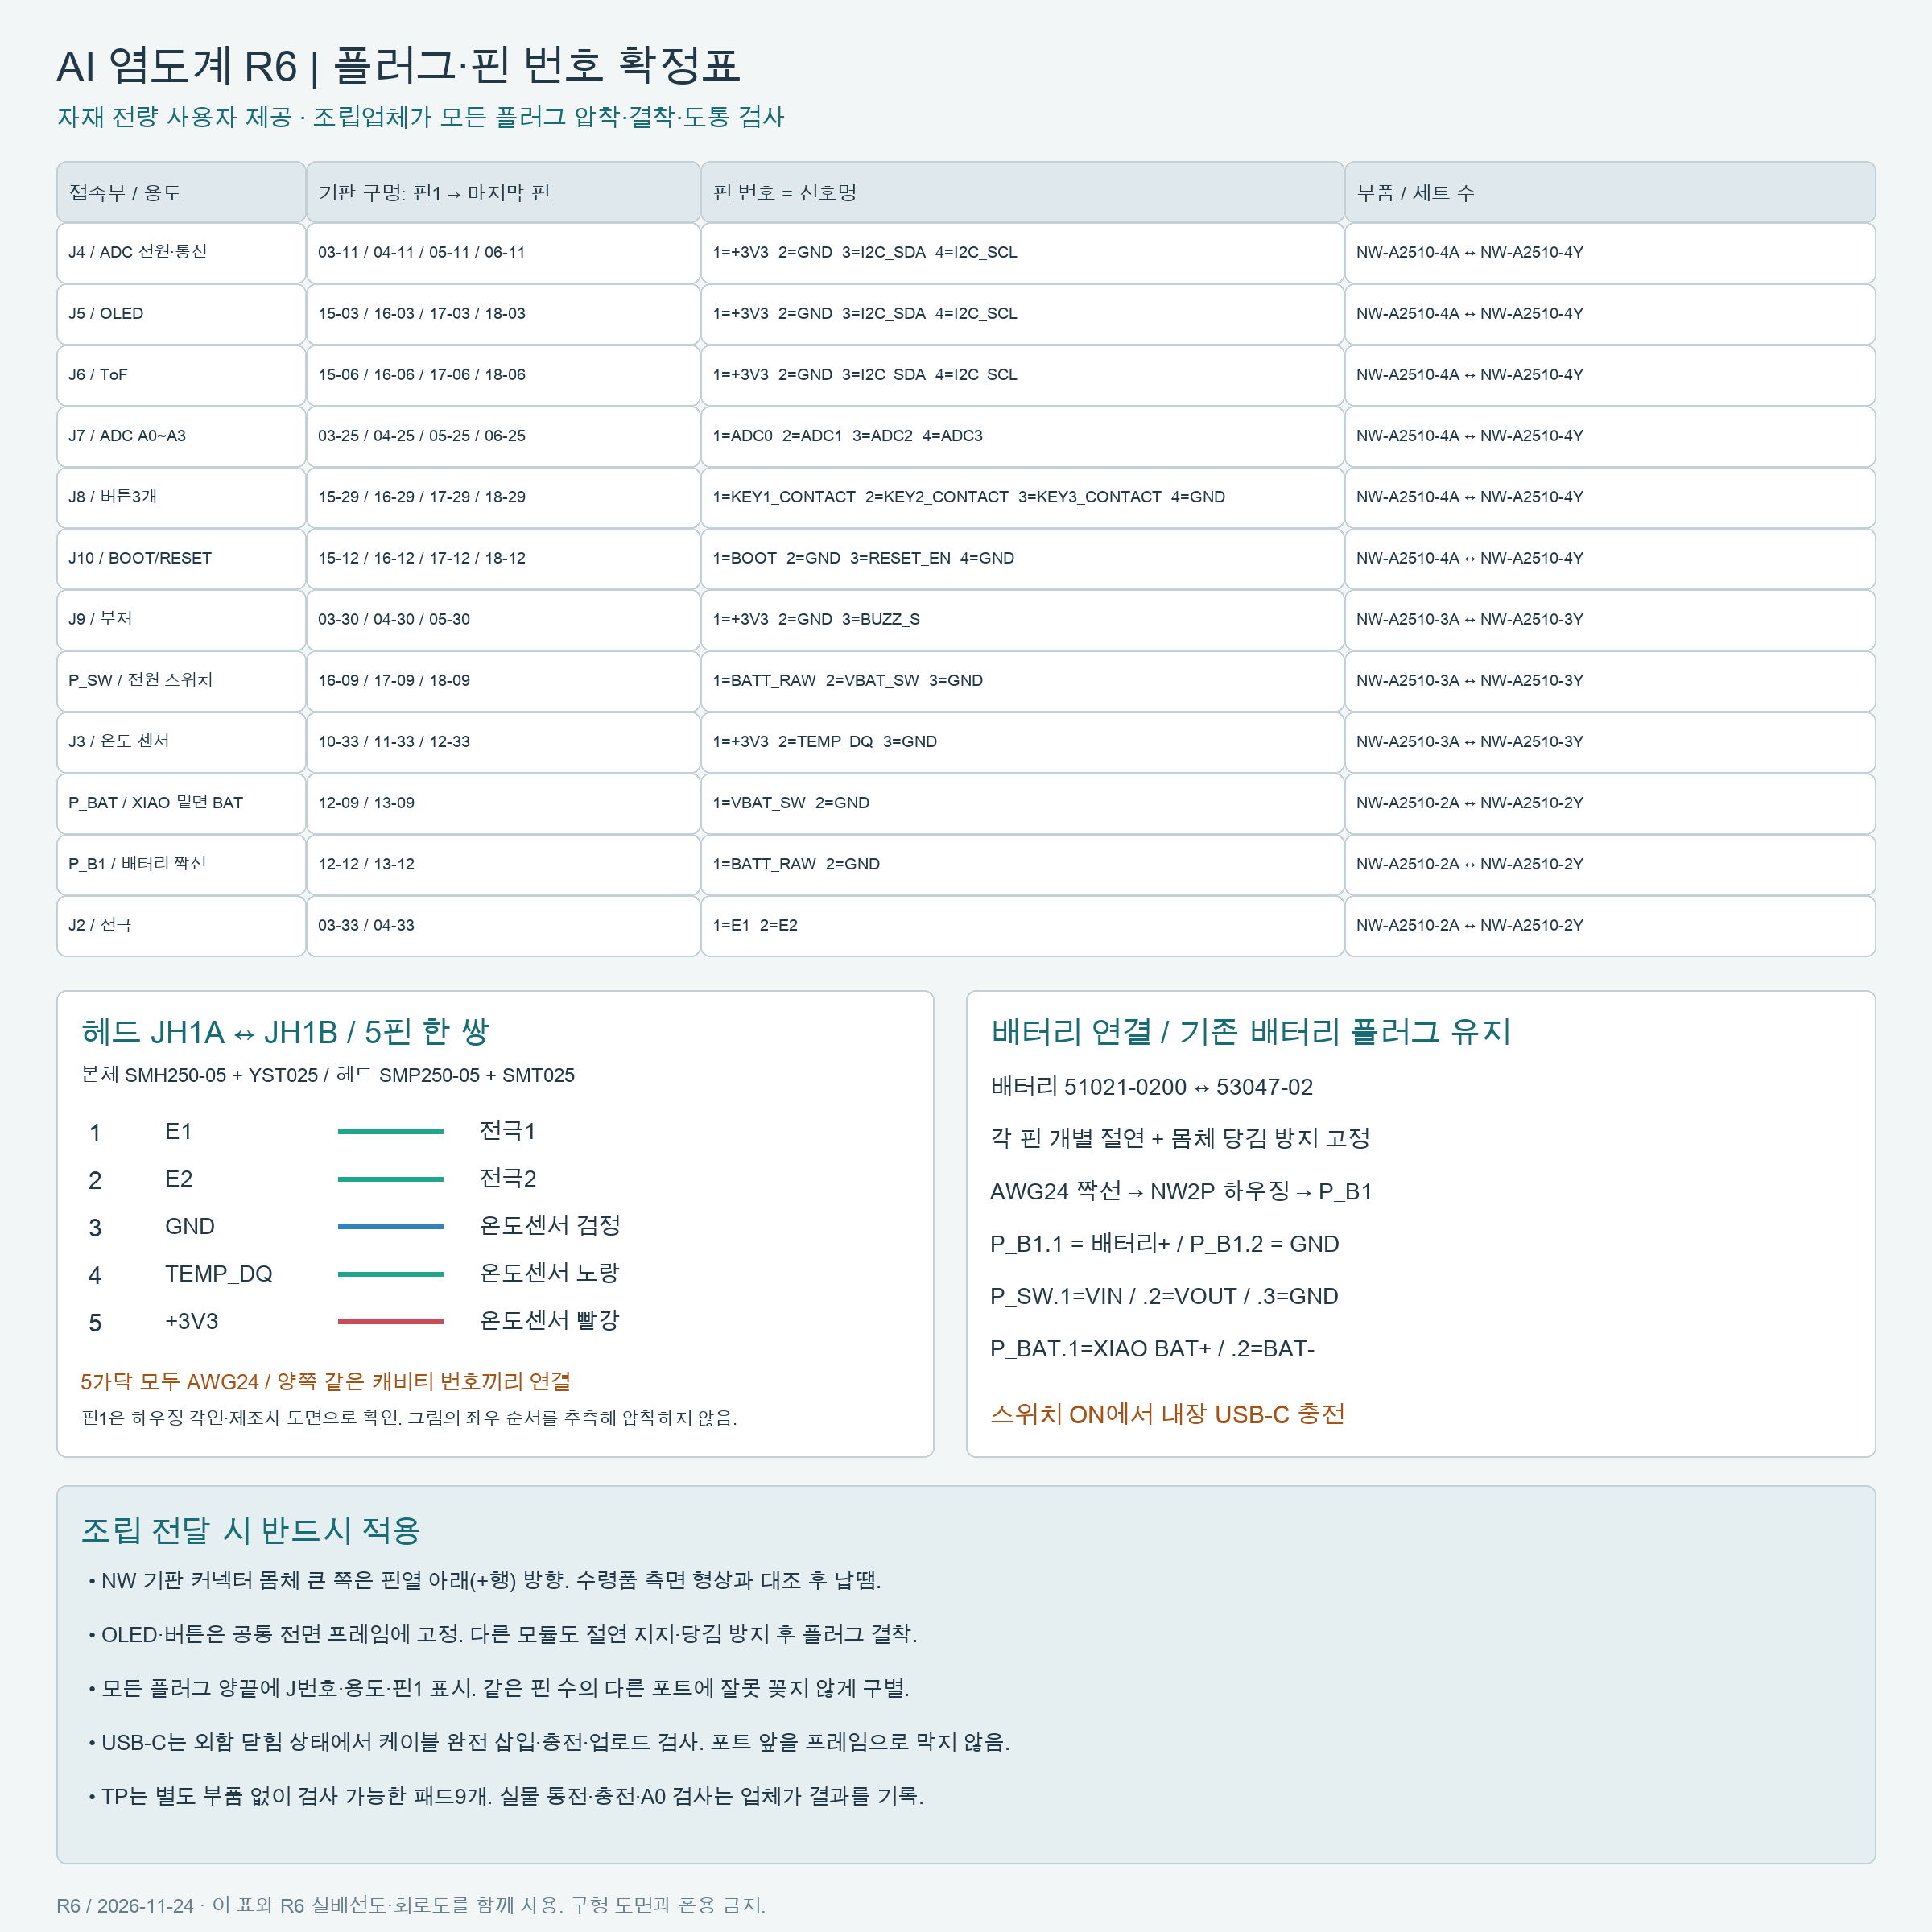 AI 염도계 R6 | 플러그·핀 번호 확정표
자재 전량 사용자 제공 · 조립업체가 모든 플러그 압착·결착·도통 검사
접속부 / 용도 기판 구멍: 핀1 → 마지막 핀 핀 번호 = 신호명 부품 / 세트 수
J4 / ADC 전원·통신 03-11 / 04-11 / 05-11 / 06-11 1=+3V3 2=GND 3=I2C_SDA 4=I2C_SCL NW-A2510-4A ↔ NW-A2510-4Y
J5 / OLED 15-03 / 16-03 / 17-03 / 18-03 1=+3V3 2=GND 3=I2C_SDA 4=I2C_SCL NW-A2510-4A ↔ NW-A2510-4Y
J6 / ToF 15-06 / 16-06 / 17-06 / 18-06 1=+3V3 2=GND 3=I2C_SDA 4=I2C_SCL NW-A2510-4A ↔ NW-A2510-4Y
J7 / ADC A0~A3 03-25 / 04-25 / 05-25 / 06-25 1=ADC0 2=ADC1 3=ADC2 4=ADC3 NW-A2510-4A ↔ NW-A2510-4Y
J8 / 버튼3개 15-29 / 16-29 / 17-29 / 18-29 1=KEY1_CONTACT 2=KEY2_CONTACT 3=KEY3_CONTACT 4=GND NW-A2510-4A ↔ NW-A2510-4Y
J10 / BOOT/RESET 15-12 / 16-12 / 17-12 / 18-12 1=BOOT 2=GND 3=RESET_EN 4=GND NW-A2510-4A ↔ NW-A2510-4Y
J9 / 부저 03-30 / 04-30 / 05-30 1=+3V3 2=GND 3=BUZZ_S NW-A2510-3A ↔ NW-A2510-3Y
P_SW / 전원 스위치 16-09 / 17-09 / 18-09 1=BATT_RAW 2=VBAT_SW 3=GND NW-A2510-3A ↔ NW-A2510-3Y
J3 / 온도 센서 10-33 / 11-33 / 12-33 1=+3V3 2=TEMP_DQ 3=GND NW-A2510-3A ↔ NW-A2510-3Y
P_BAT / XIAO 밑면 BAT 12-09 / 13-09 1=VBAT_SW 2=GND NW-A2510-2A ↔ NW-A2510-2Y
P_B1 / 배터리 짝선 12-12 / 13-12 1=BATT_RAW 2=GND NW-A2510-2A ↔ NW-A2510-2Y
J2 / 전극 03-33 / 04-33 1=E1 2=E2 NW-A2510-2A ↔ NW-A2510-2Y
헤드 JH1A ↔ JH1B / 5핀 한 쌍
본체 SMH250-05 + YST025 / 헤드 SMP250-05 + SMT025
1 E1 전극1
2 E2 전극2
3 GND 온도센서 검정
4 TEMP_DQ 온도센서 노랑
5 +3V3 온도센서 빨강
5가닥 모두 AWG24 / 양쪽 같은 캐비티 번호끼리 연결
핀1은 하우징 각인·제조사 도면으로 확인. 그림의 좌우 순서를 추측해 압착하지 않음.
배터리 연결 / 기존 배터리 플러그 유지
배터리 51021-0200 ↔ 53047-02
각 핀 개별 절연 + 몸체 당김 방지 고정
AWG24 짝선 → NW2P 하우징 → P_B1
P_B1.1 = 배터리+ / P_B1.2 = GND
P_SW.1=VIN / .2=VOUT / .3=GND
P_BAT.1=XIAO BAT+ / .2=BAT-
스위치 ON에서 내장 USB-C 충전
조립 전달 시 반드시 적용
• NW 기판 커넥터 몸체 큰 쪽은 핀열 아래(+행) 방향. 수령품 측면 형상과 대조 후 납땜.
• OLED·버튼은 공통 전면 프레임에 고정. 다른 모듈도 절연 지지·당김 방지 후 플러그 결착.
• 모든 플러그 양끝에 J번호·용도·핀1 표시. 같은 핀 수의 다른 포트에 잘못 꽂지 않게 구별.
• USB-C는 외함 닫힘 상태에서 케이블 완전 삽입·충전·업로드 검사. 포트 앞을 프레임으로 막지 않음.
• TP는 별도 부품 없이 검사 가능한 패드9개. 실물 통전·충전·A0 검사는 업체가 결과를 기록.
R6 / 2026-11-24 · 이 표와 R6 실배선도·회로도를 함께 사용. 구형 도면과 혼용 금지.